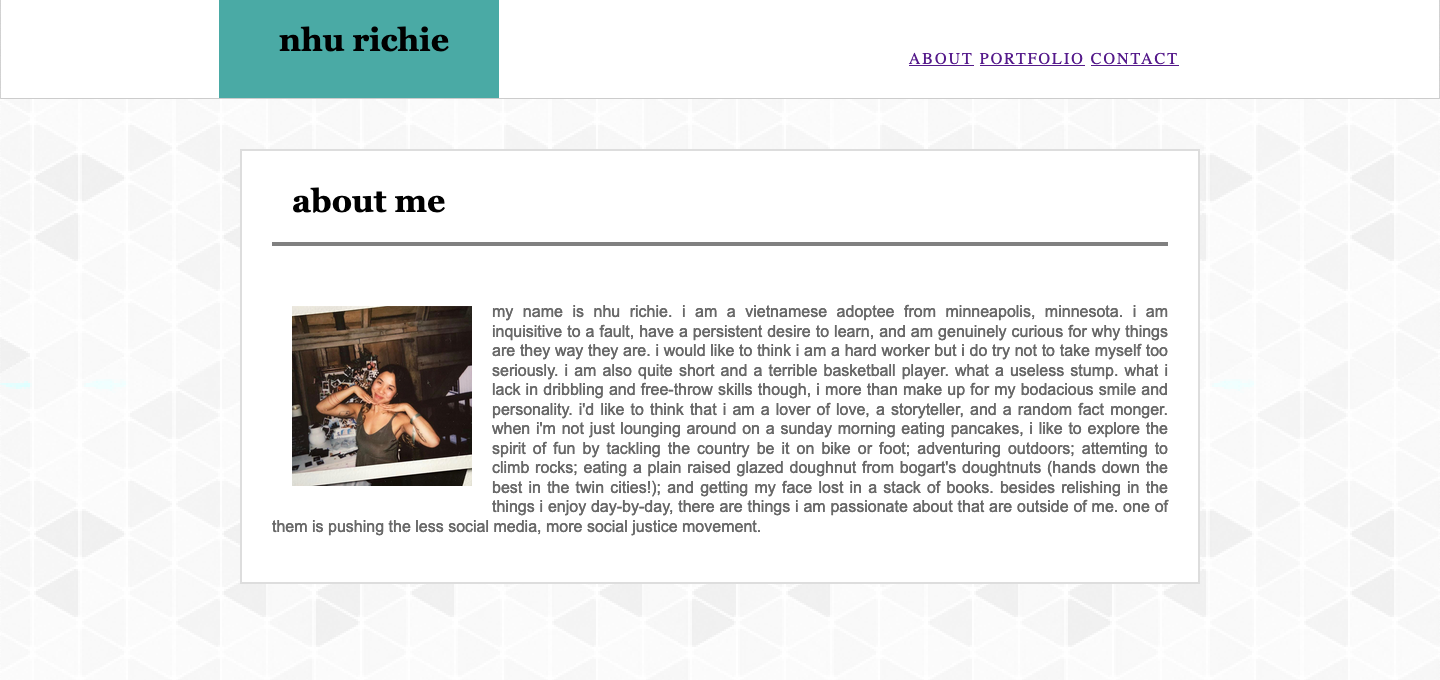 nhu richie
ABOUT PORTFOLIO CONTACT
about me
my name is nhu richie. i am a vietnamese adoptee from minneapolis, minnesota. i am
inquisitive to a fault, have a persistent desire to learn, and am genuinely curious for why things
are they way they are. i would like to think i am a hard worker but i do try not to take myself too
seriously. i am also quite short and a terrible basketball player. what a useless stump. what i
lack in dribbling and free-throw skills though, i more than make up for my bodacious smile and
personality. i'd like to think that i am a lover of love, a storyteller, and a random fact monger.
when i'm not just lounging around on a sunday morning eating pancakes, i like to explore the
spirit of fun by tackling the country be it on bike or foot; adventuring outdoors; attemting to
climb rocks; eating a plain raised glazed doughnut from bogart's doughtnuts (hands down the
best in the twin cities!); and getting my face lost in a stack of books. besides relishing in the
things i enjoy day-by-day, there are things i am passionate about that are outside of me. one of
them is pushing the less social media, more social justice movement.